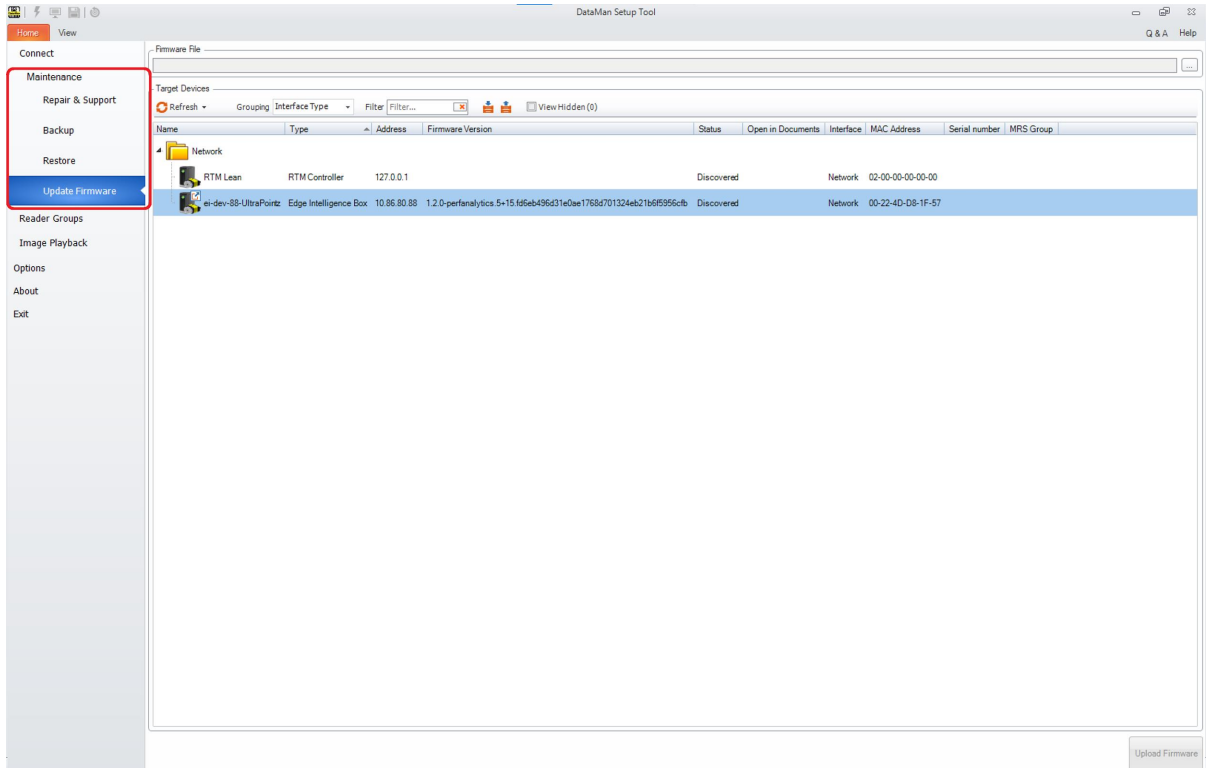 DataMan Setup Tool
Home View Q & A Help
Connect
Maintenance
Repair & Support
Backup
Restore
Update Firmware
Reader Groups
Image Playback
Options
About
Exit
Firmware File
...
Target Devices
Refresh Grouping Interface Type Filter Filter... View Hidden (0)
Name Type Address Firmware Version Status Open in Documents Interface MAC Address Serial number MRS Group
Network
RTM Lean RTM Controller 127.0.0.1 Discovered Network 02-00-00-00-00-00
ei-dev-88-UltraPointz Edge Intelligence Box 10.86.80.88 1.2.0-perfanalytics.5+15.fd6eb496d31e0ae1768d701324eb21b6f5956cfb Discovered Network 00-22-4D-D8-1F-57
Upload Firmware